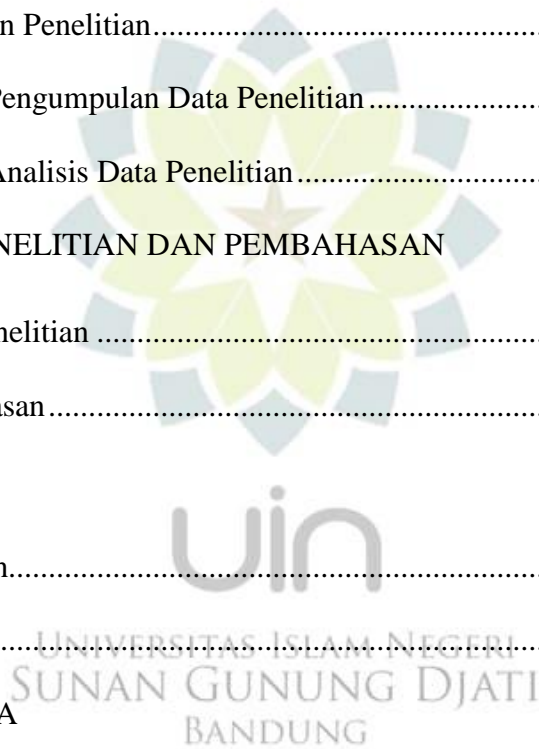 n Penelitian
Pengumpulan Data Penelitian
Analisis Data Penelitian
NELITIAN DAN PEMBAHASAN
nelitian
asan
uin
n
UNIVERSITAS ISLAM NEGERI
SUNAN GUNUNG DJATI
A
BANDUNG